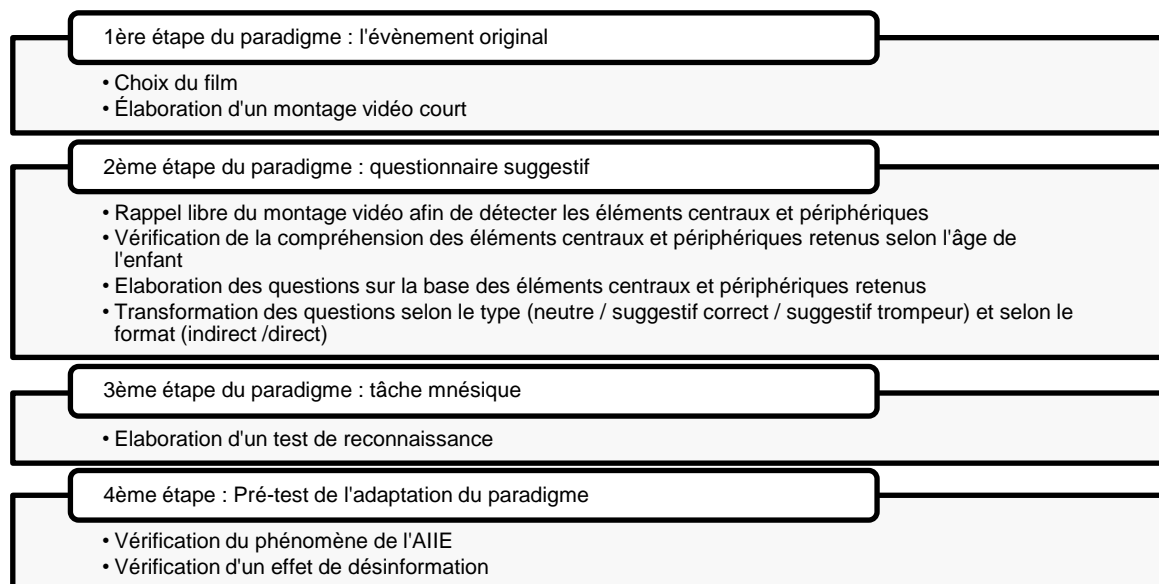 1ère étape du paradigme : l'évènement original
• Choix du film
• Élaboration d'un montage vidéo court
2ème étape du paradigme : questionnaire suggestif
• Rappel libre du montage vidéo afin de détecter les éléments centraux et périphériques
• Vérification de la compréhension des éléments centraux et périphériques retenus selon l'âge de
l'enfant
• Elaboration des questions sur la base des éléments centraux et périphériques retenus
• Transformation des questions selon le type (neutre / suggestif correct / suggestif trompeur) et selon le
format (indirect /direct)
3ème étape du paradigme : tâche mnésique
• Elaboration d'un test de reconnaissance
4ème étape : Pré-test de l'adaptation du paradigme
• Vérification du phénomène de l'AIIE
• Vérification d'un effet de désinformation